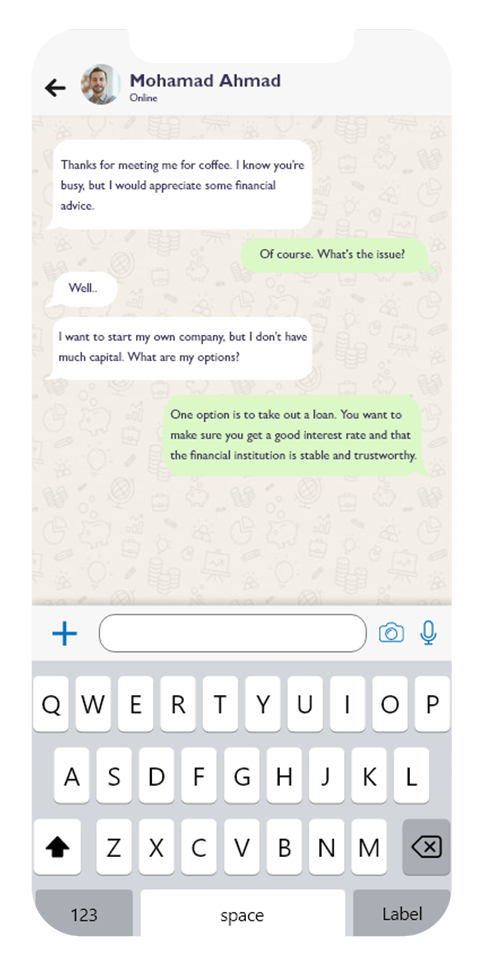 Mohamad Ahmad
Online
Thanks for meeting me for coffee. I know you're
busy, but I would appreciate some financial
advice.
Of course. What's the issue?
Well..
I want to start my own company, but I don't have
much capital. What are my options?
One option is to take out a loan. You want to
make sure you get a good interest rate and that
the financial institution is stable and trustworthy.
Q W E R T Y U I O P
A S D F G H J K L
Z X C V B N M
123 space Label